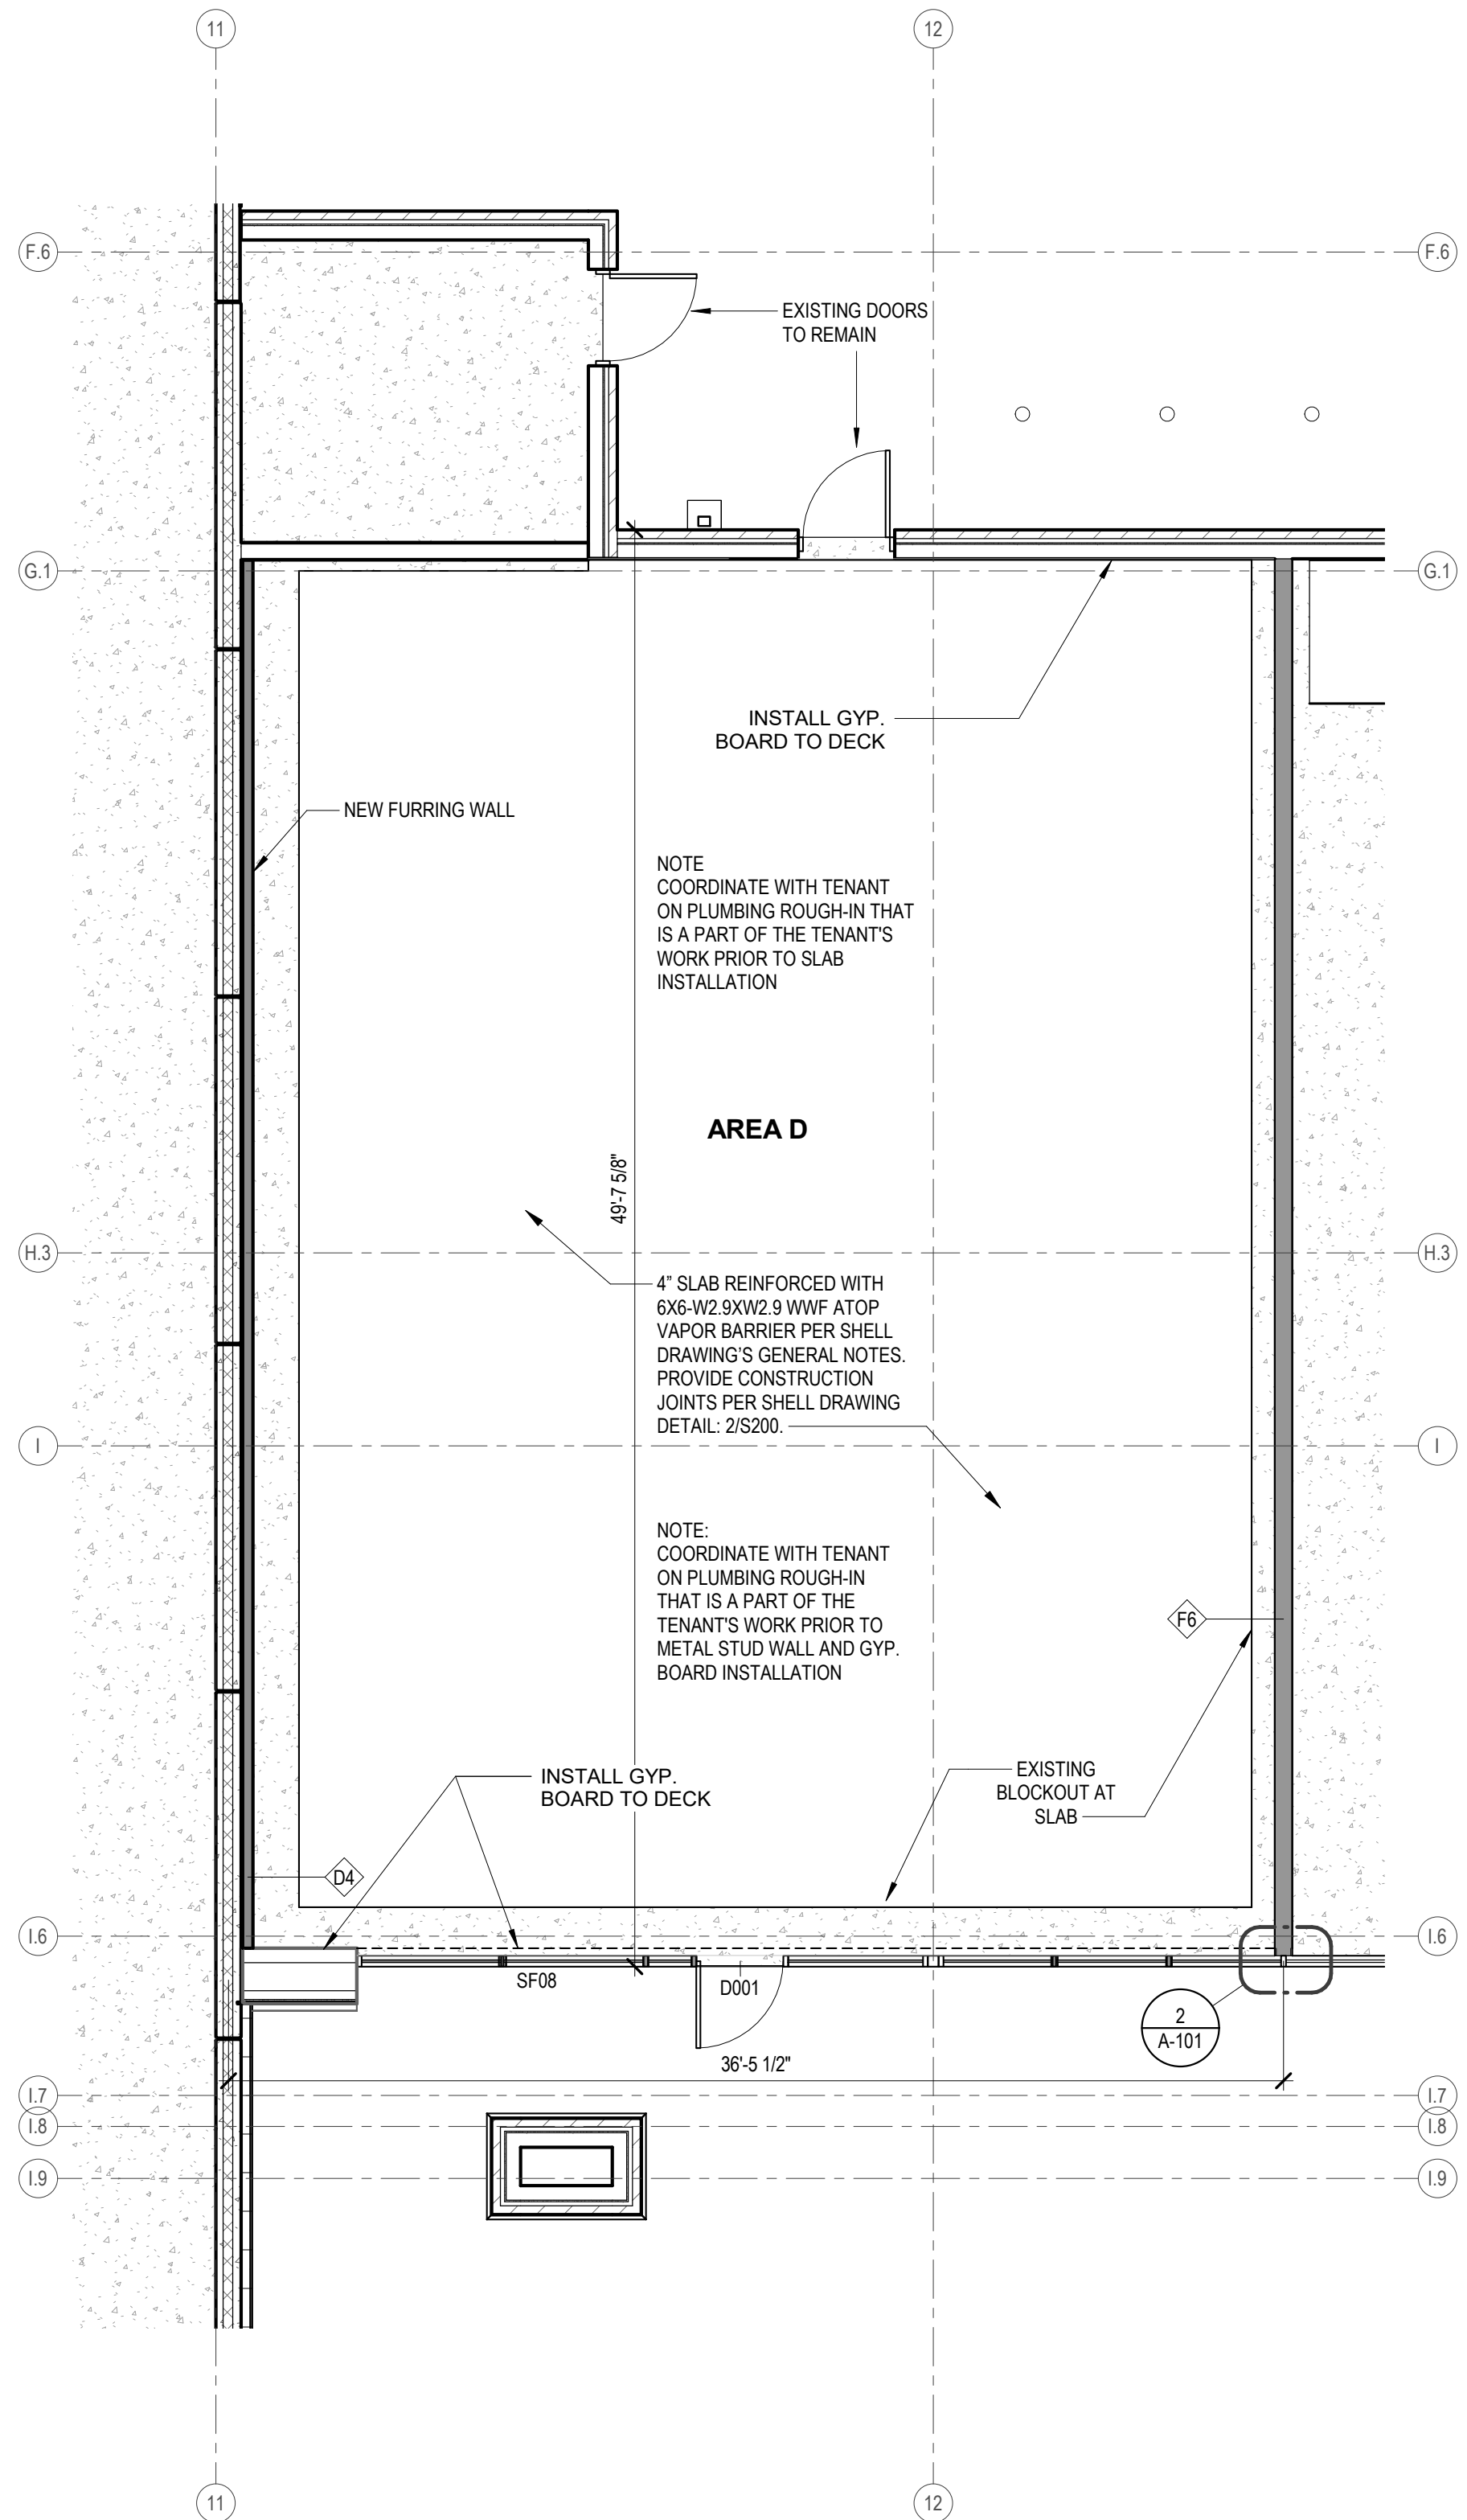 11
12
F.6
F.6
EXISTING DOORS
TO REMAIN
G.1
G.1
INSTALL GYP.
BOARD TO DECK
NEW FURRING WALL
NOTE
COORDINATE WITH TENANT
ON PLUMBING ROUGH-IN THAT
IS A PART OF THE TENANT'S
WORK PRIOR TO SLAB
INSTALLATION
AREA D
49'-7 5/8"
H.3
H.3
4” SLAB REINFORCED WITH
6X6-W2.9XW2.9 WWF ATOP
VAPOR BARRIER PER SHELL
DRAWING’S GENERAL NOTES.
PROVIDE CONSTRUCTION
JOINTS PER SHELL DRAWING
DETAIL: 2/S200.
I
I
NOTE:
COORDINATE WITH TENANT
ON PLUMBING ROUGH-IN
THAT IS A PART OF THE
TENANT'S WORK PRIOR TO
METAL STUD WALL AND GYP.
BOARD INSTALLATION
F6
INSTALL GYP.
BOARD TO DECK
EXISTING
BLOCKOUT AT
SLAB
D4
I.6
I.6
SF08
D001
2
A-101
36'-5 1/2"
I.7
I.7
I.8
I.8
I.9
I.9
11
12